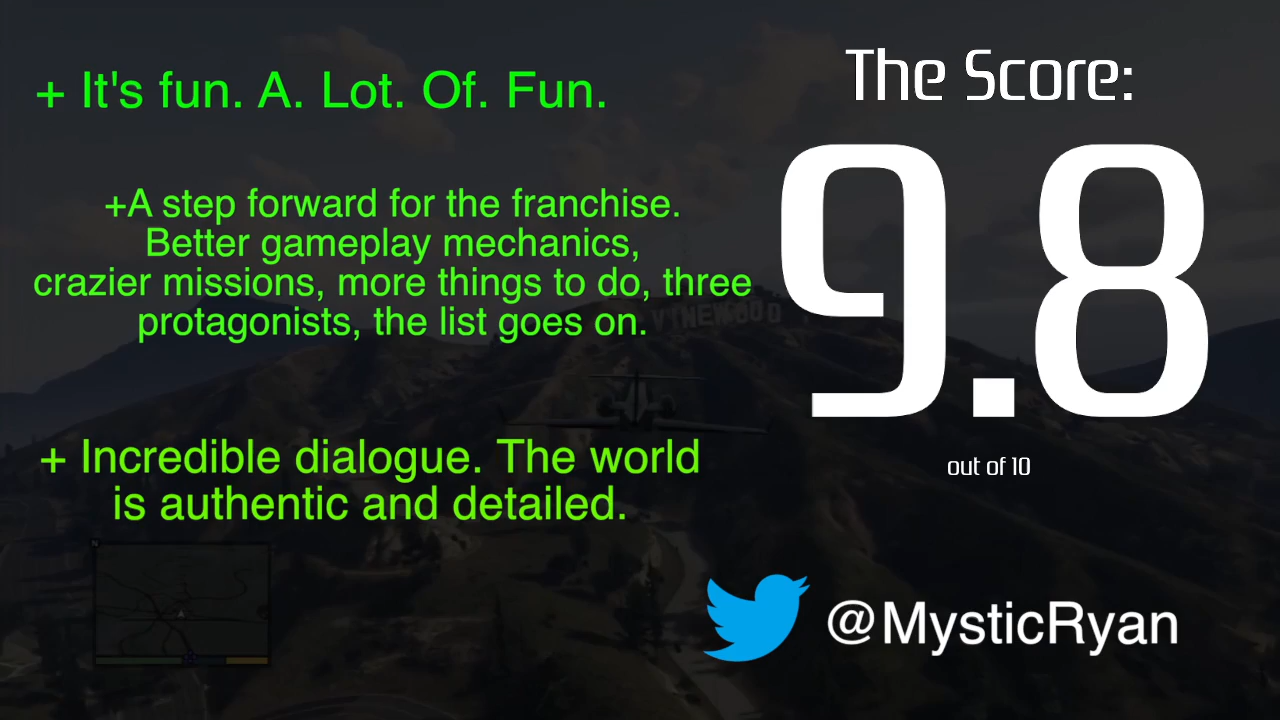 + It's fun. A. Lot. Of. Fun.
+A step forward for the franchise.
Better gameplay mechanics,
crazier missions, more things to do, three
protagonists, the list goes on.
+ Incredible dialogue. The world
is authentic and detailed.
The Score:
9.8
out of 10
@MysticRyan
VINEWOOD
N